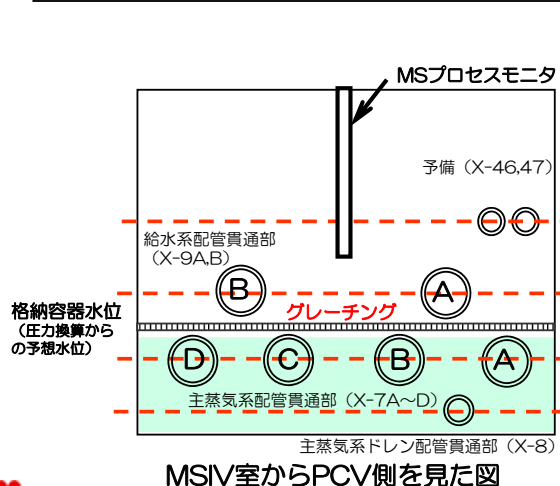 MSプロセスモニタ
予備（X-46,47）
給水系配管貫通部
（X-9A,B）
B
A
格納容器水位
（圧力換算から
の予想水位）
グレーチング
D
C
B
A
主蒸気系配管貫通部（X-7A～D）
主蒸気系ドレン配管貫通部（X-8）
MSIV室からPCV側を見た図